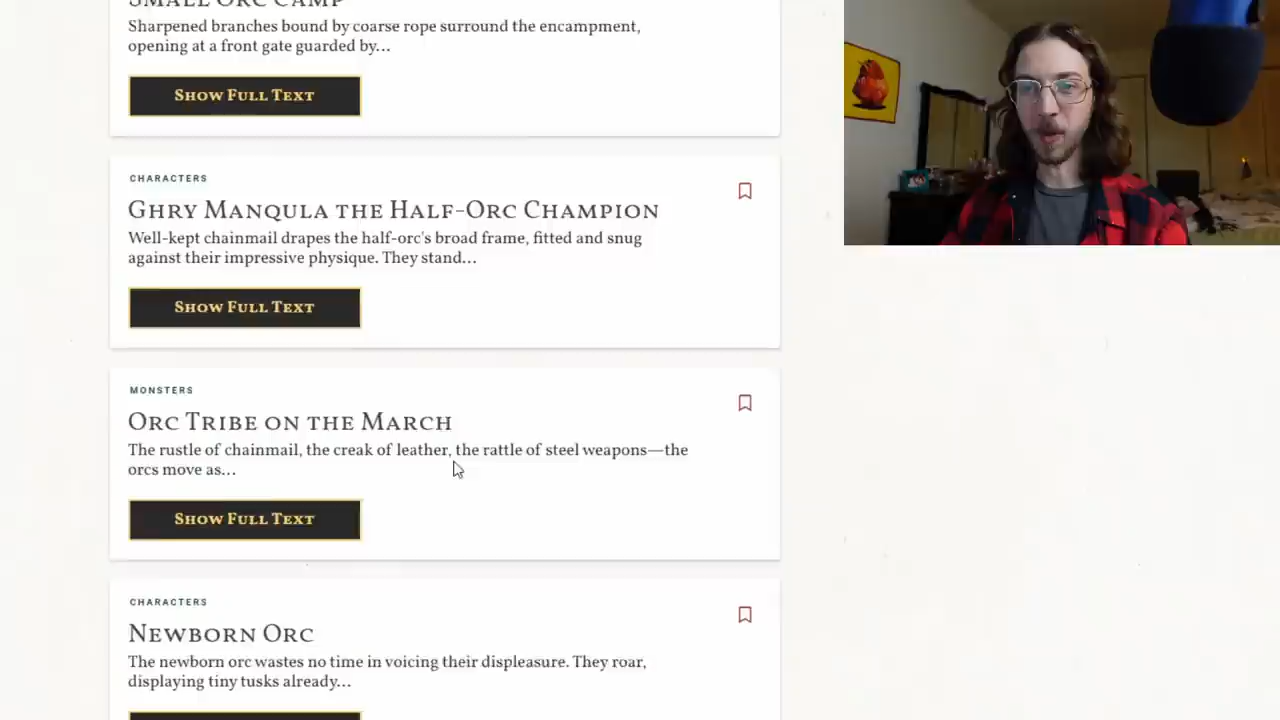 Small Orc Camp
Sharpened branches bound by coarse rope surround the encampment,
opening at a front gate guarded by…
Show Full Text
CHARACTERS
Ghry Manqula the Half-Orc Champion
Well-kept chainmail drapes the half-orc's broad frame, fitted and snug
against their impressive physique. They stand…
Show Full Text
MONSTERS
Orc Tribe on the March
The rustle of chainmail, the creak of leather, the rattle of steel weapons—the
orcs move as…
Show Full Text
CHARACTERS
Newborn Orc
The newborn orc wastes no time in voicing their displeasure. They roar,
displaying tiny tusks already…